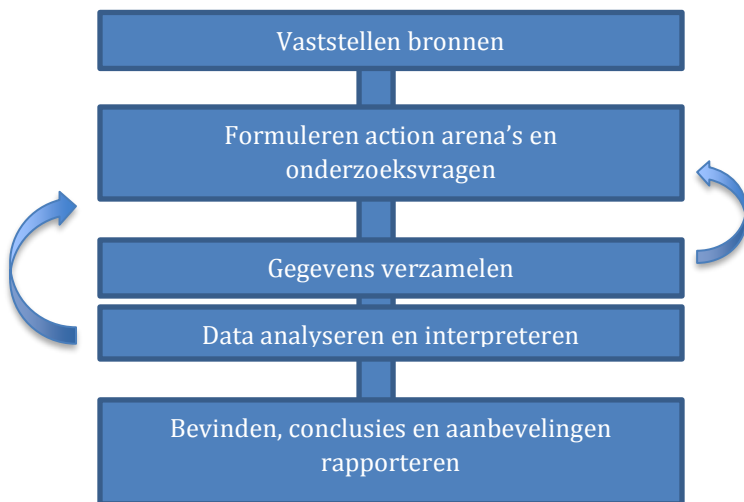 Vaststellen bronnen
Formuleren action arena’s en
onderzoeksvragen
Gegevens verzamelen
Data analyseren en interpreteren
Bevinden, conclusies en aanbevelingen
rapporteren